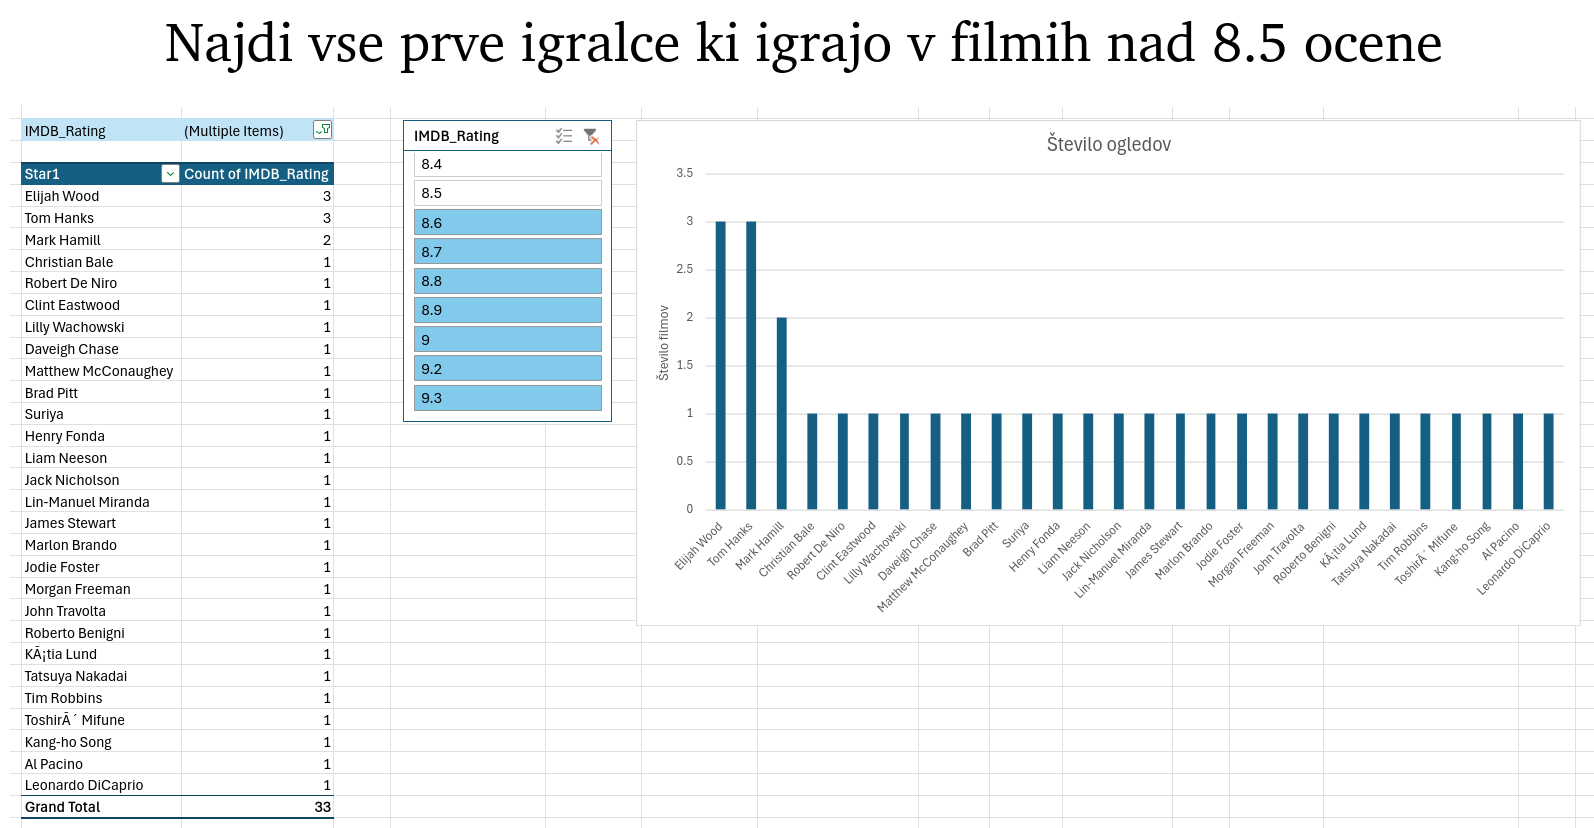 Najdi vse prve igralce ki igrajo v filmih nad 8.5 ocene
IMDB_Rating (Multiple Items)
Star1 Count of IMDB_Rating
Elijah Wood 3
Tom Hanks 3
Mark Hamill 2
Christian Bale 1
Robert De Niro 1
Clint Eastwood 1
Lilly Wachowski 1
Daveigh Chase 1
Matthew McConaughey 1
Brad Pitt 1
Suriya 1
Henry Fonda 1
Liam Neeson 1
Jack Nicholson 1
Lin-Manuel Miranda 1
James Stewart 1
Marlon Brando 1
Jodie Foster 1
Morgan Freeman 1
John Travolta 1
Roberto Benigni 1
KÃ¡tia Lund 1
Tatsuya Nakadai 1
Tim Robbins 1
ToshirÃ´ Mifune 1
Kang-ho Song 1
Al Pacino 1
Leonardo DiCaprio 1
Grand Total 33
IMDB_Rating
8.4
8.5
8.6
8.7
8.8
8.9
9
9.2
9.3
Število ogledov
Število filmov
3.5
3
2.5
2
1.5
1
0.5
0
Elijah Wood
Tom Hanks
Mark Hamill
Christian Bale
Robert De Niro
Clint Eastwood
Lilly Wachowski
Daveigh Chase
Matthew McConaughey
Brad Pitt
Suriya
Henry Fonda
Liam Neeson
Jack Nicholson
Lin-Manuel Miranda
James Stewart
Marlon Brando
Jodie Foster
Morgan Freeman
John Travolta
Roberto Benigni
KÃ¡tia Lund
Tatsuya Nakadai
Tim Robbins
ToshirÃ´ Mifune
Kang-ho Song
Al Pacino
Leonardo DiCaprio